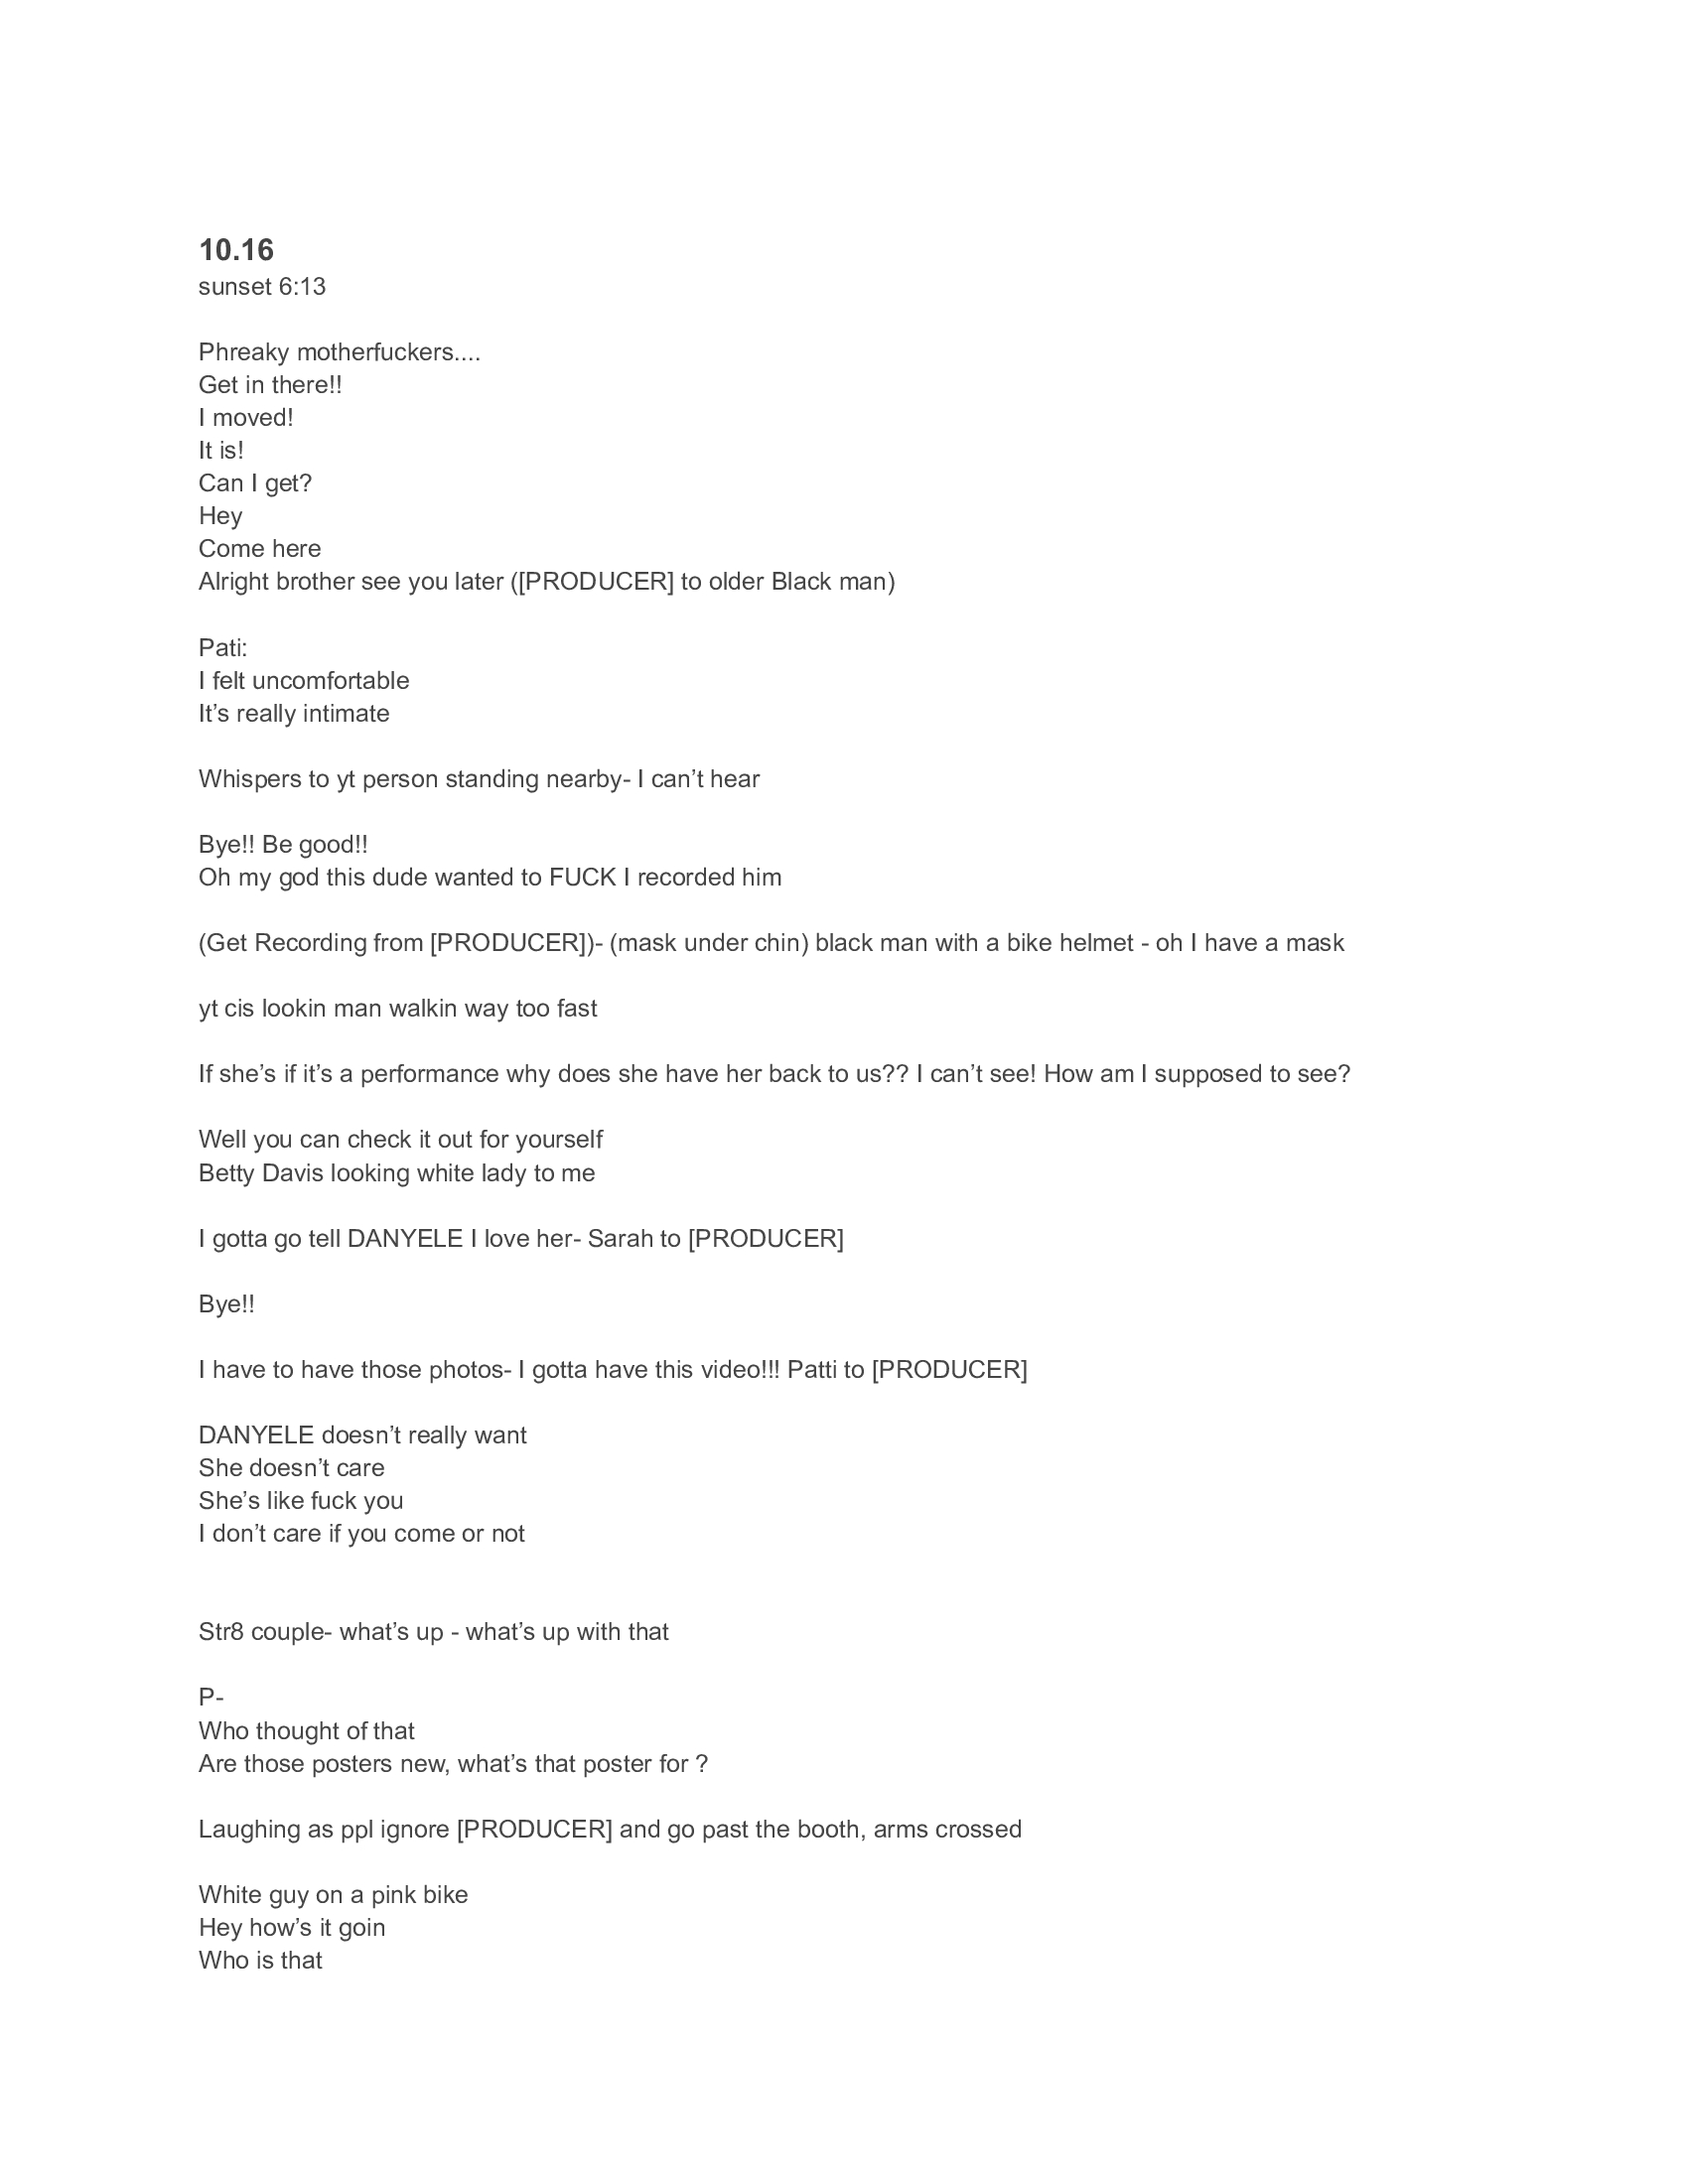 10.16
sunset 6:13
Phreaky motherfuckers....
Get in there!!
I moved!
It is!
Can I get?
Hey
Come here
Alright brother see you later ([PRODUCER] to older Black man)
Pati:
I felt uncomfortable
It’s really intimate
Whispers to yt person standing nearby- I can’t hear
Bye!! Be good!!
Oh my god this dude wanted to FUCK I recorded him
(Get Recording from [PRODUCER])- (mask under chin) black man with a bike helmet - oh I have a mask
yt cis lookin man walkin way too fast
If she’s if it’s a performance why does she have her back to us?? I can’t see! How am I supposed to see?
Well you can check it out for yourself
Betty Davis looking white lady to me
I gotta go tell DANYELE I love her- Sarah to [PRODUCER]
Bye!!
I have to have those photos- I gotta have this video!!! Patti to [PRODUCER]
DANYELE doesn’t really want
She doesn’t care
She’s like fuck you
I don’t care if you come or not
Str8 couple- what’s up - what’s up with that
P-
Who thought of that
Are those posters new, what’s that poster for ?
Laughing as ppl ignore [PRODUCER] and go past the booth, arms crossed
White guy on a pink bike
Hey how’s it goin
Who is that